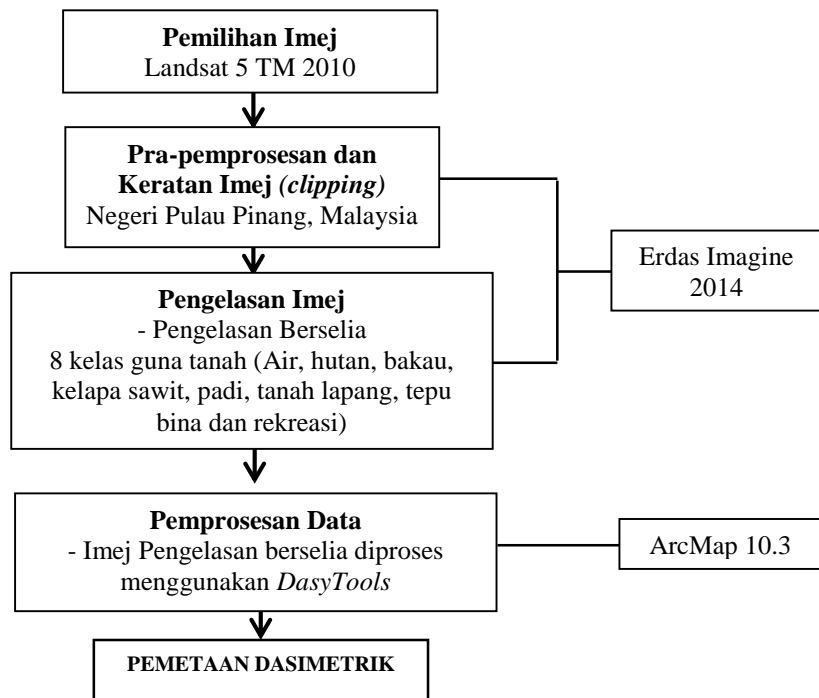 Pemilihan Imej
Landsat 5 TM 2010
Pra-pemprosesan dan
Keratan Imej (clipping)
Negeri Pulau Pinang, Malaysia
Erdas Imagine
2014
Pengelasan Imej
- Pengelasan Berselia
8 kelas guna tanah (Air, hutan, bakau,
kelapa sawit, padi, tanah lapang, tepu
bina dan rekreasi)
Pemprosesan Data
- Imej Pengelasan berselia diproses
menggunakan DasyTools
ArcMap 10.3
PEMETAAN DASIMETRIK